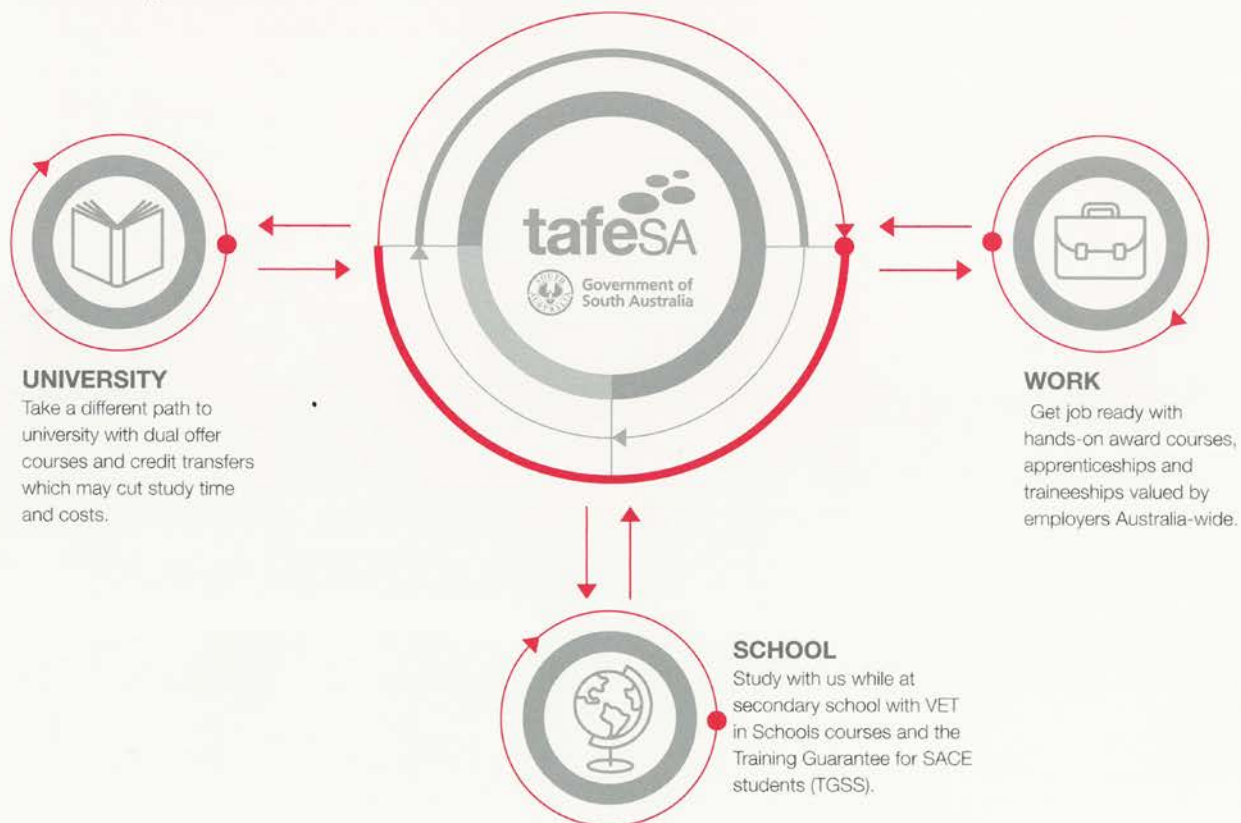 tafeSA
Government of
South Australia
UNIVERSITY
Take a different path to
university with dual offer
courses and credit transfers
which may cut study time
and costs.
WORK
Get job ready with
hands-on award courses,
apprenticeships and
traineeships valued by
employers Australia-wide.
SCHOOL
Study with us while at
secondary school with VET
in Schools courses and the
Training Guarantee for SACE
students (TGSS).